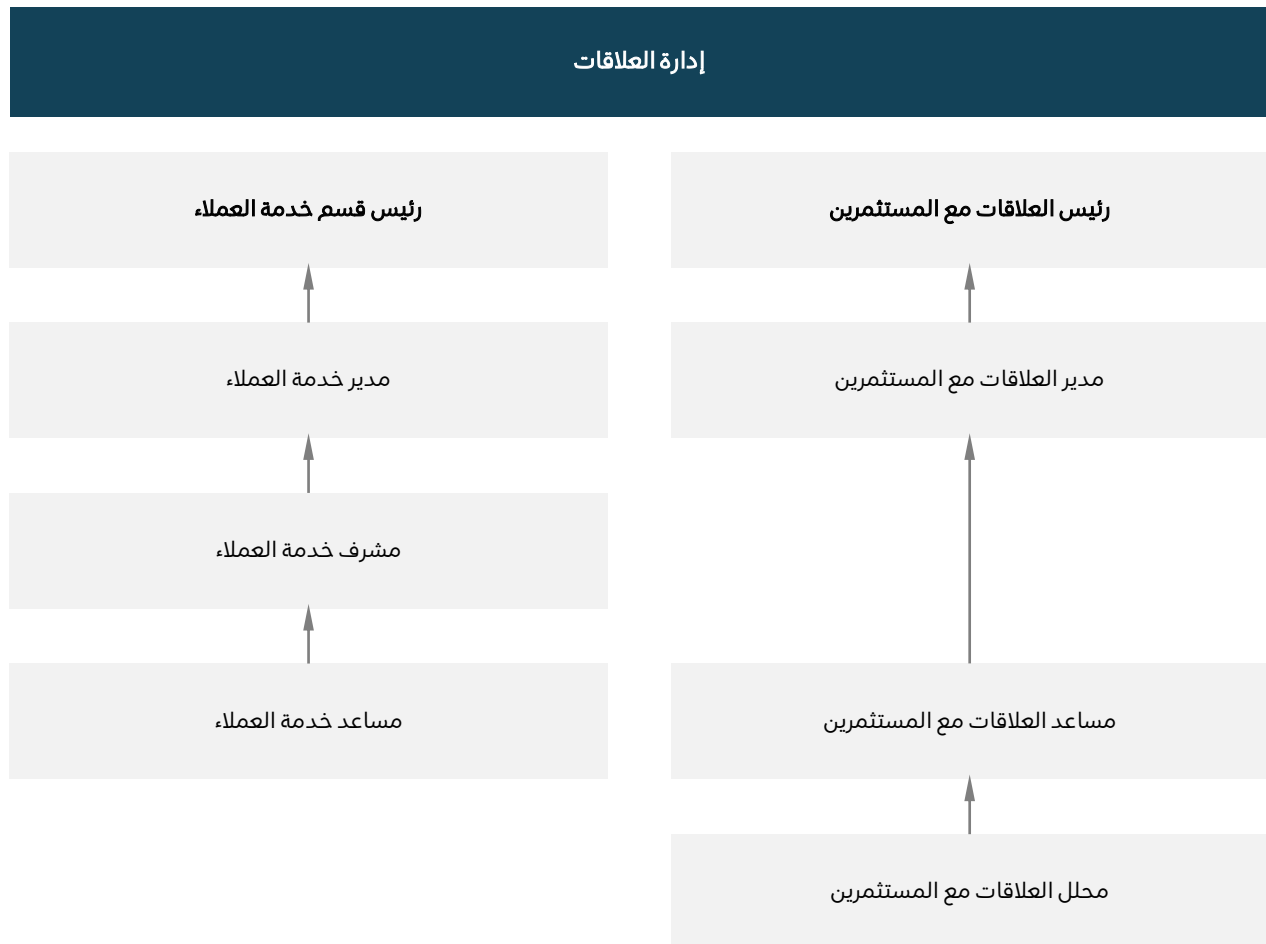 إدارة العلاقات
رئيس العلاقات مع المستثمرين
رئيس قسم خدمة العملاء
مدير العلاقات مع المستثمرين
مدير خدمة العملاء
مشرف خدمة العملاء
مساعد العلاقات مع المستثمرين
مساعد خدمة العملاء
محلل العلاقات مع المستثمرين